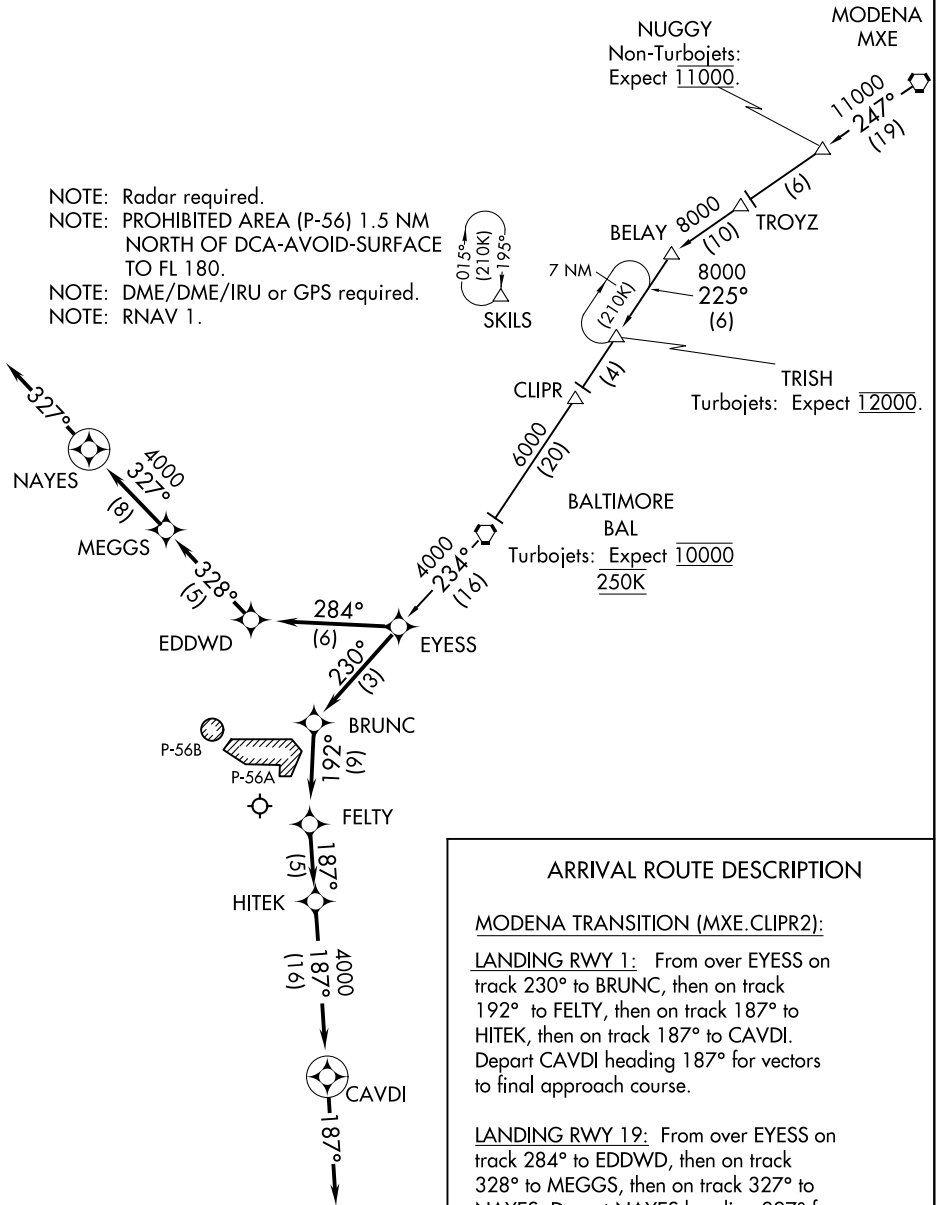 MODENA
MXE
NUGGY
Non-Turbojets:
Expect 11000.
11000
247°
(19)
(6)
TROYZ
8000
(10)
BELAY
NOTE: Radar required.
NOTE: PROHIBITED AREA (P-56) 1.5 NM
NORTH OF DCA-AVOID-SURFACE
TO FL 180.
NOTE: DME/DME/IRU or GPS required.
NOTE: RNAV 1.
015°
(210K)
195°
SKILS
7 NM
(210K)
8000
225°
(6)
TRISH
Turbojets: Expect 12000.
(4)
CLIPR
6000
(20)
BALTIMORE
BAL
Turbojets: Expect 10000
250K
327°
NAYES
4000
327°
(8)
MEGGS
328°
(5)
EDDWD
284°
(6)
4000
234°
(16)
EYESS
230°
(3)
BRUNC
P-56B
P-56A
192°
(6)
FELTY
187°
(5)
HITEK
4000
187°
(16)
CAVDI
187°
ARRIVAL ROUTE DESCRIPTION
MODENA TRANSITION (MXE.CLIPR2):
LANDING RWY 1: From over EYESS on
track 230° to BRUNC, then on track
192° to FELTY, then on track 187° to
HITEK, then on track 187° to CAVDI.
Depart CAVDI heading 187° for vectors
to final approach course.
LANDING RWY 19: From over EYESS on
track 284° to EDDWD, then on track
328° to MEGGS, then on track 327° to